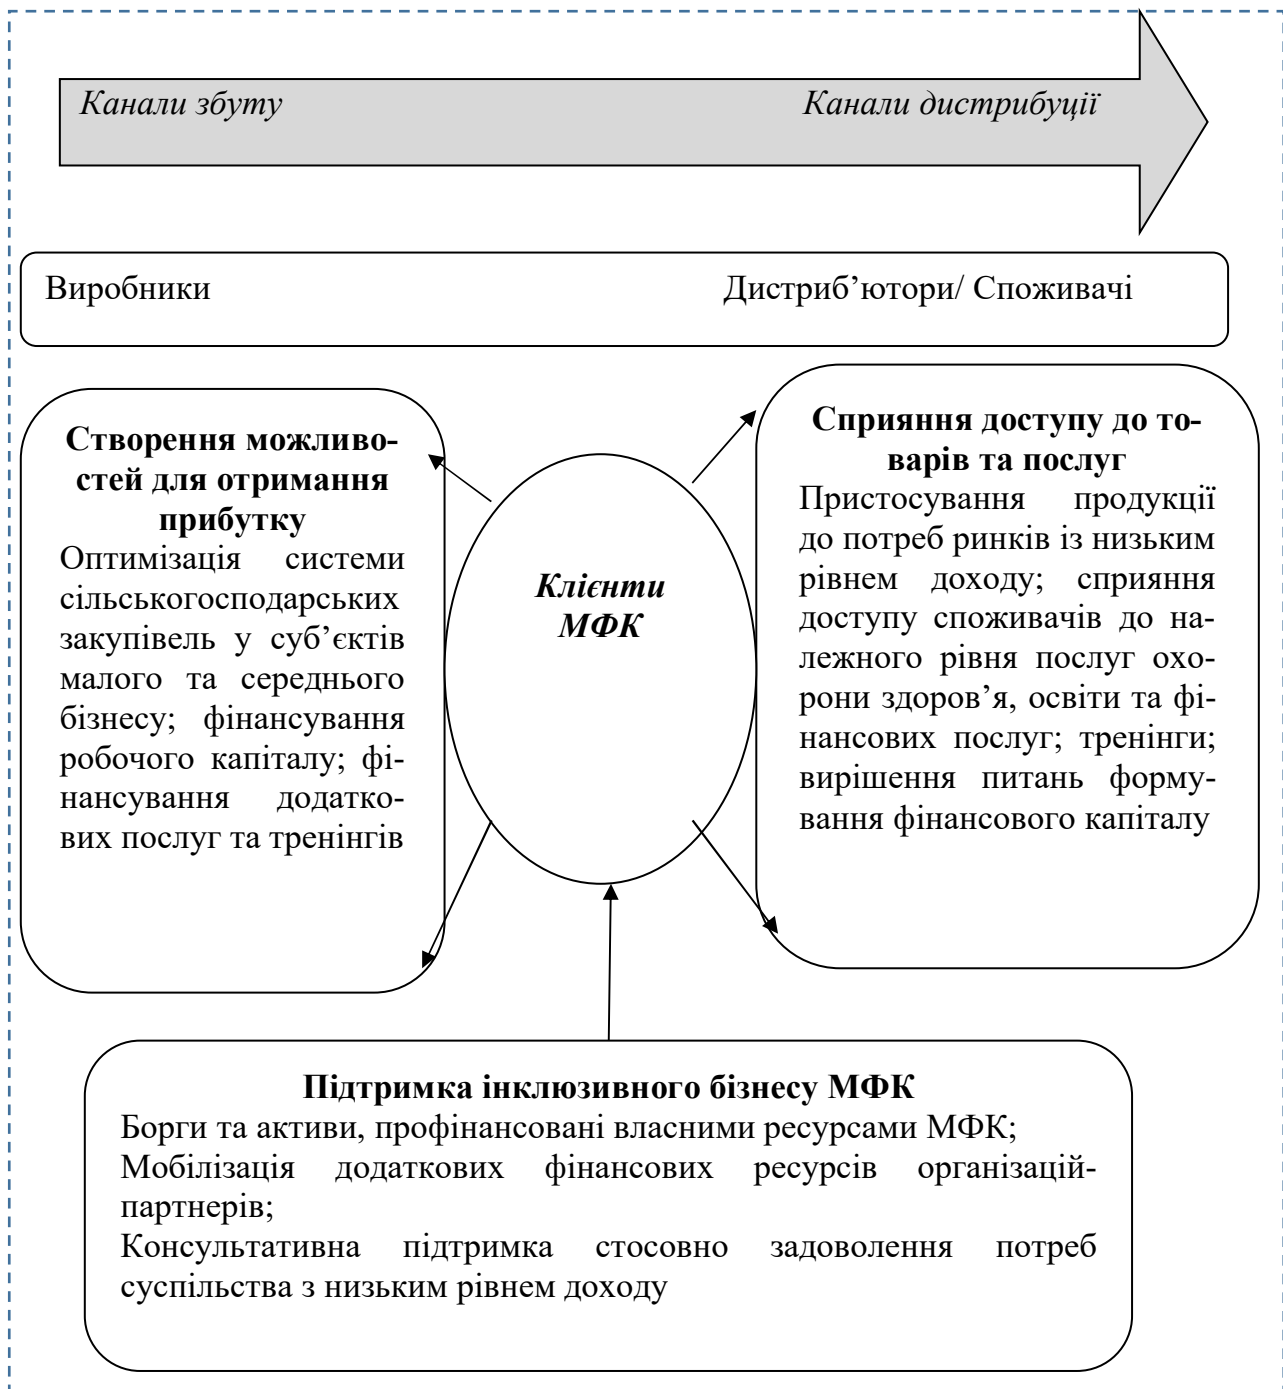 Канали збуту Канали дистрибуції
Виробники Дистриб’ютори/ Споживачі
Створення можливо-
стей для отримання
прибутку
Оптимізація системи
сільськогосподарських
закупівель у суб’єктів
малого та середнього
бізнесу; фінансування
робочого капіталу; фі-
нансування додатко-
вих послуг та тренінгів
Клієнти
МФК
Сприяння доступу до то-
варів та послуг
Пристосування продукції
до потреб ринків із низьким
рівнем доходу; сприяння
доступу споживачів до на-
лежного рівня послуг охо-
рони здоров’я, освіти та фі-
нансових послуг; тренінги;
вирішення питань форму-
вання фінансового капіталу
Підтримка інклюзивного бізнесу МФК
Борги та активи, профінансовані власними ресурсами МФК;
Мобілізація додаткових фінансових ресурсів організацій-
партнерів;
Консультативна підтримка стосовно задоволення потреб
суспільства з низьким рівнем доходу